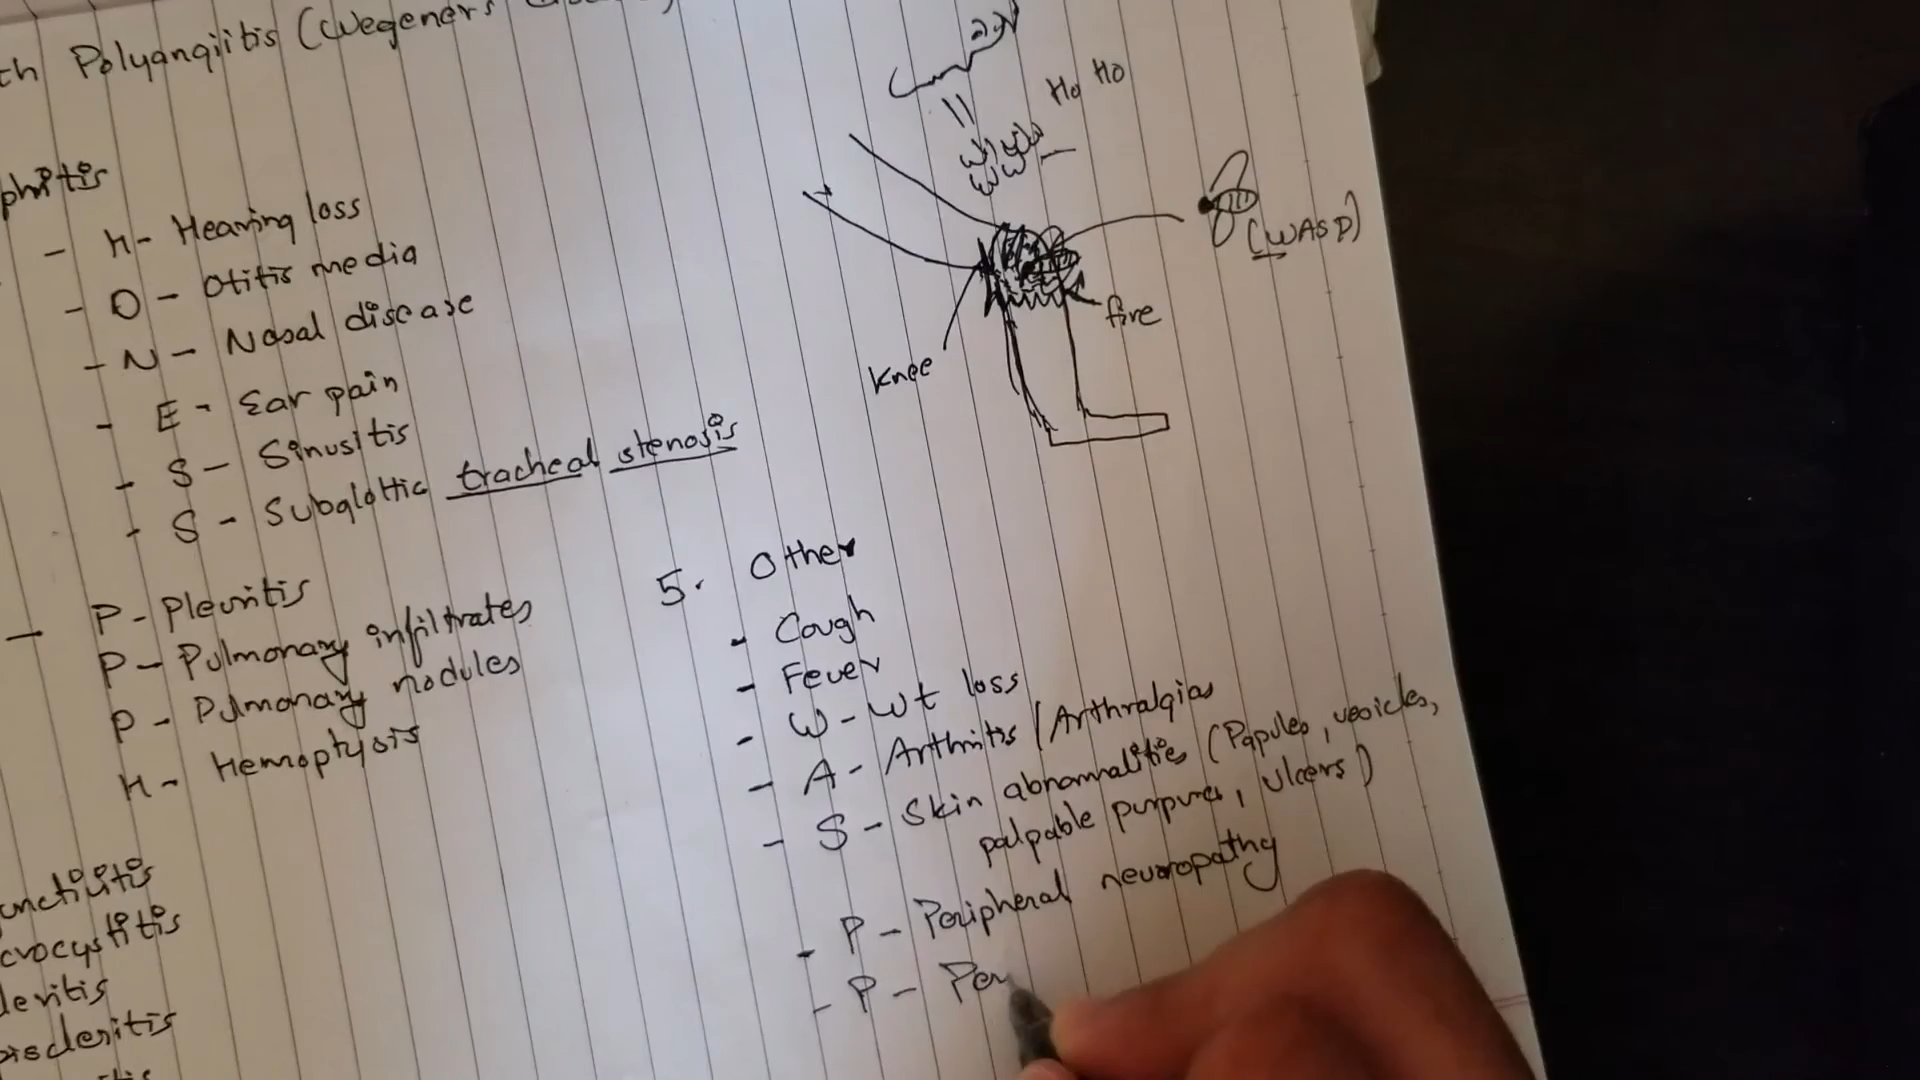 th Polyangiitis (Wegeners
phritis
- H- Hearing loss
- O - Otitis media
- N - Nasal disease
- E - Ear pain
- S - Sinusitis
- S - Subglottic tracheal stenosis
- P - Pleuritis
P - Pulmonary infiltrates
P - Pulmonary nodules
H - Hemoptysis
unctivitis
crocystitis
leritis
piscleritis
Ho Ho
(WASP)
fire
Knee
5. Other
- Cough
- Fever
- W - Wt loss
- A - Arthritis / Arthralgias
- S - Skin abnormalities (Papules, vesicles,
palpable purpura, ulcers)
- P - Peripheral neuropathy
- P - Per